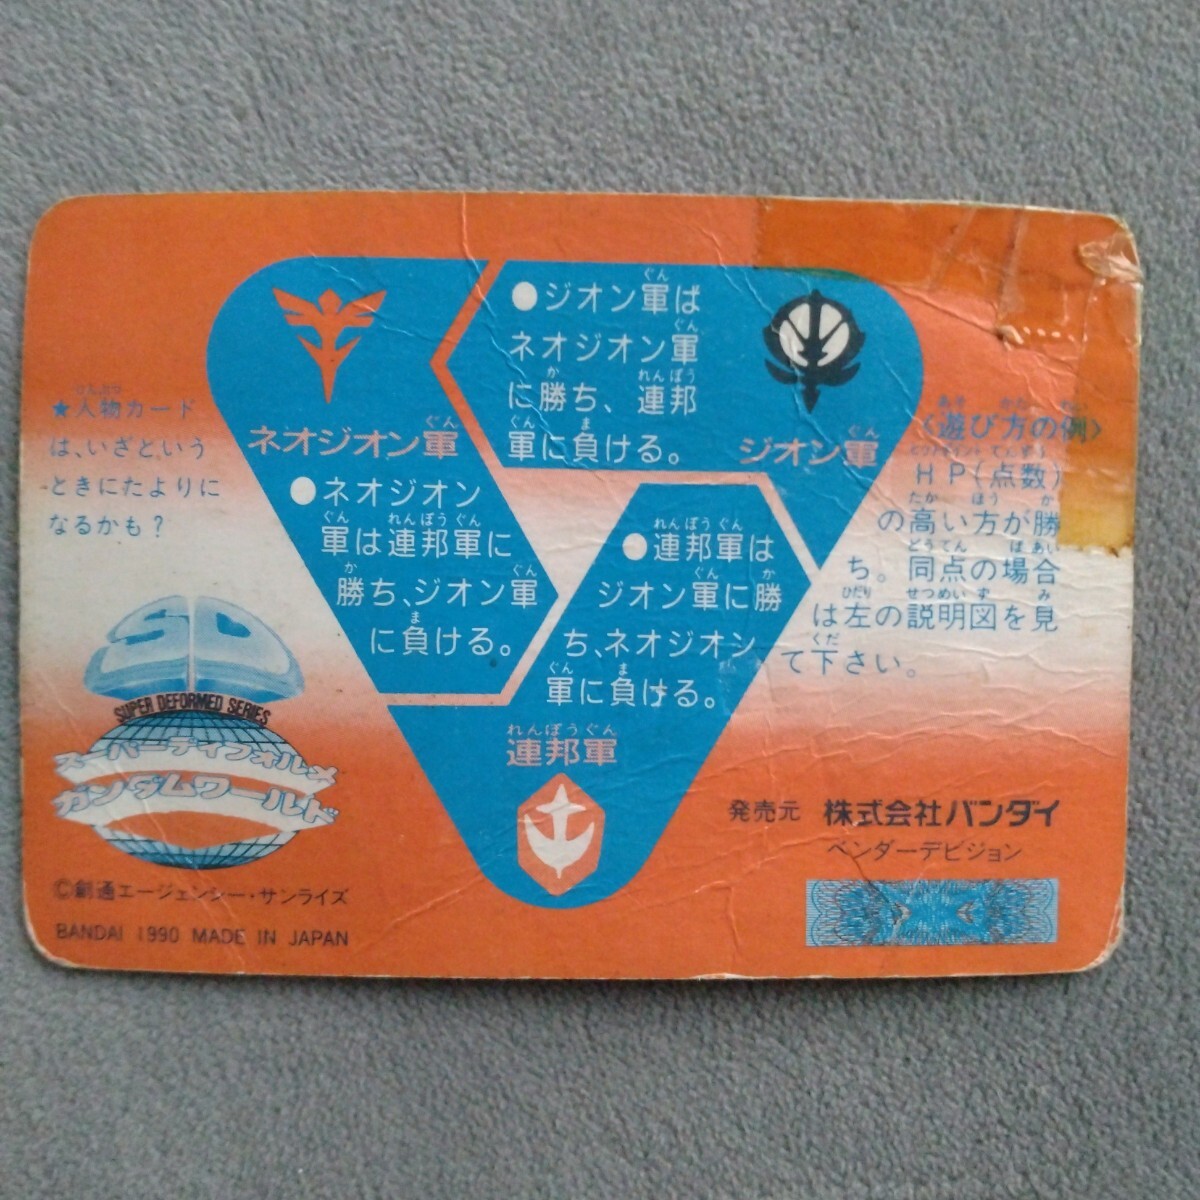 ●ジオン軍は
ネオジオン軍
に勝ち、連邦
軍に負ける。
ネオジオン軍
●ネオジオン
軍は連邦軍に
勝ち、ジオン軍
に負ける。
ジオン軍
●連邦軍は
ジオン軍に勝
ち、ネオジオン
軍に負ける。
連邦軍
★人物カード
は、いざという
ときにたよりに
なるかも?
〈遊び方の例〉
HP(点数)
の高い方が勝
ち。同点の場合
は左の説明図を見
て下さい。
SD
SUPER DEFORMED SERIES
スーパーディフォルメ
ガンダムワールド
©創通エージェンシー・サンライズ
BANDAI 1990 MADE IN JAPAN
発売元 株式会社バンダイ
ベンダーデビジョン